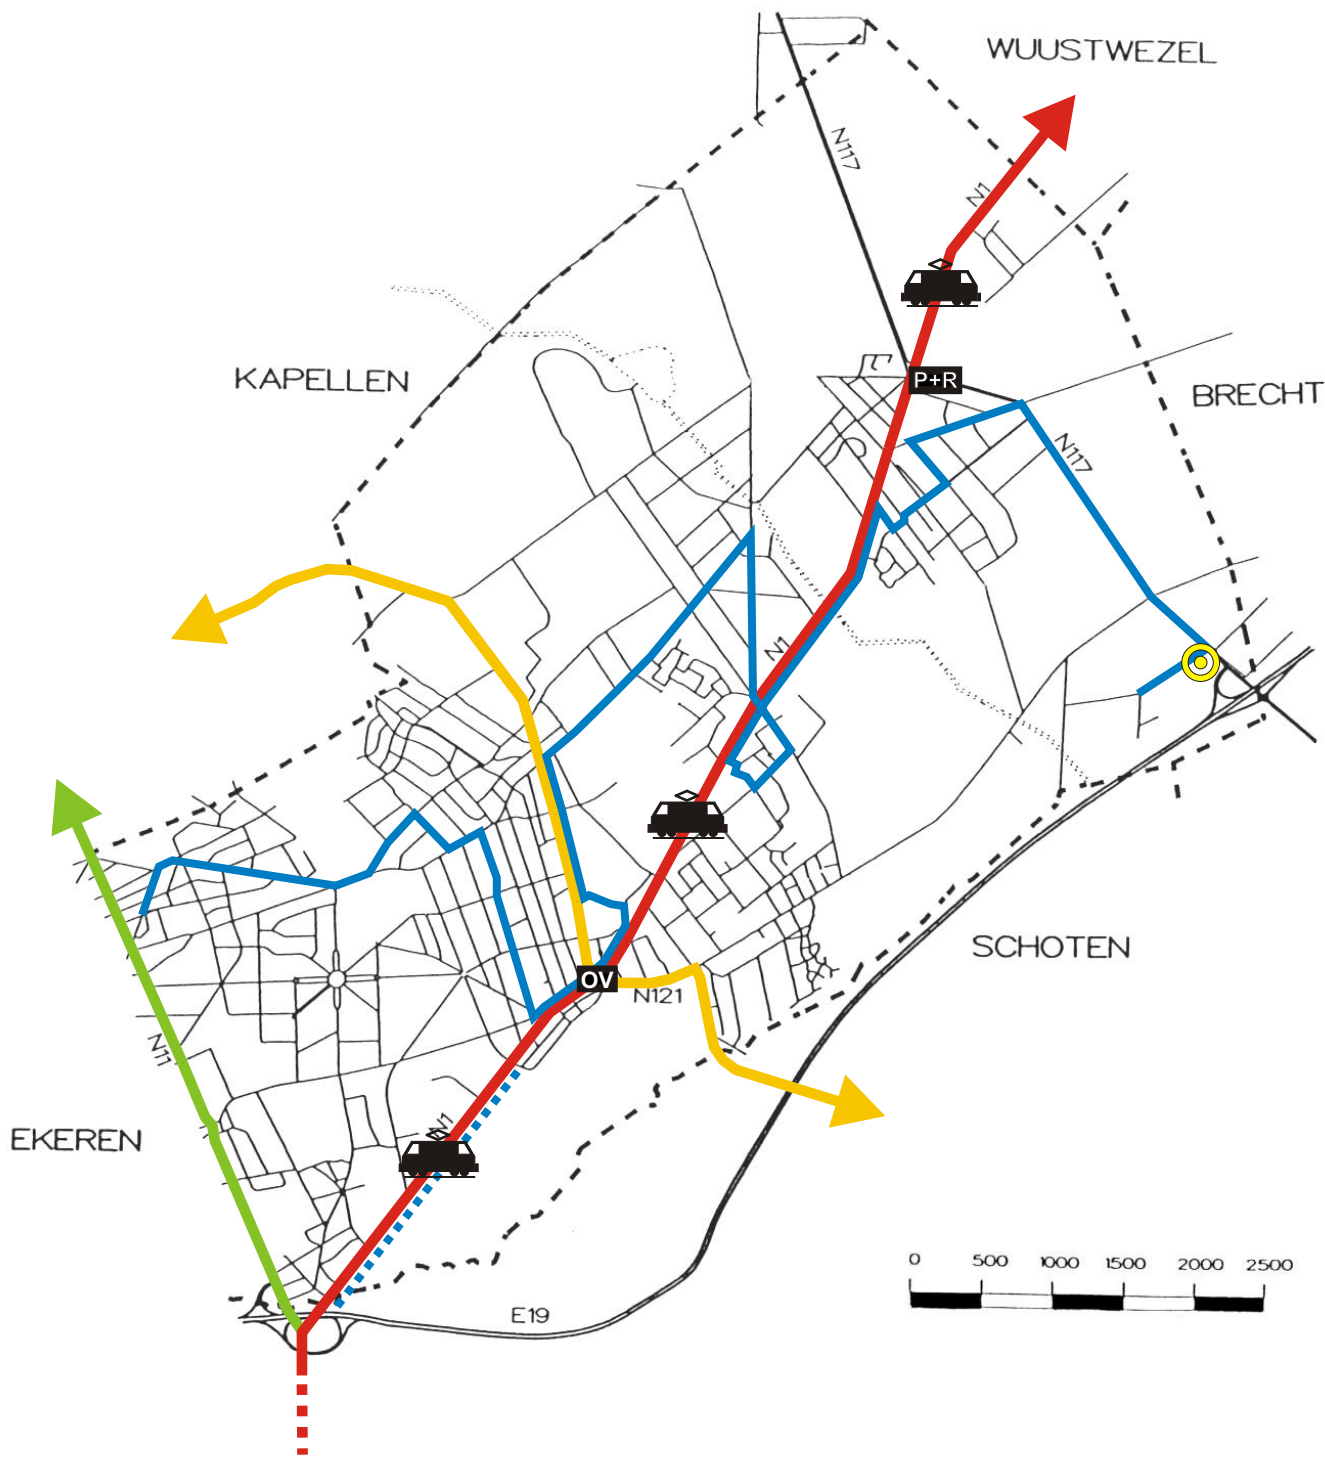 WUUSTWEZEL
N117
N1
KAPELLEN
P+R
BRECHT
N117
N1
SCHOTEN
OV
N121
N11
N1
EKEREN
0 500 1000 1500 2000 2500
E19